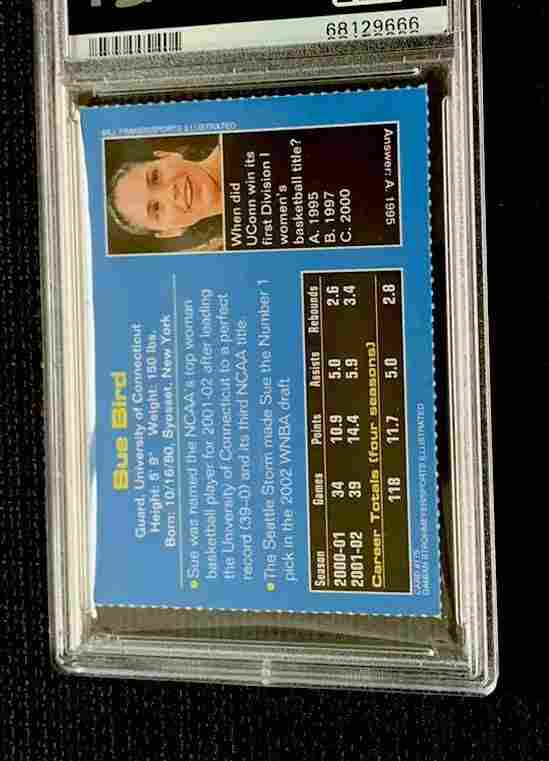 68129666
BILL FRAKES/SPORTS ILLUSTRATED
Sue Bird
Guard, University of Connecticut
Height: 5' 9" Weight: 150 lbs.
Born: 10/16/80, Syosset, New York
• Sue was named the NCAA's top woman
basketball player for 2001-02 after leading
the University of Connecticut to a perfect
record (39–0) and its third NCAA title.
• The Seattle Storm made Sue the Number 1
pick in the 2002 WNBA draft.
When did
UConn win its
first Division I
women's
basketball title?
A. 1995
B. 1997
C. 2000
Answer: A. 1995
Season Games Points Assists Rebounds
2000-01 34 10.9 5.0 2.6
2001-02 39 14.4 5.9 3.4
Career Totals (four seasons)
118 11.7 5.0 2.8
DAMIAN STROHMEYER/SPORTS ILLUSTRATED